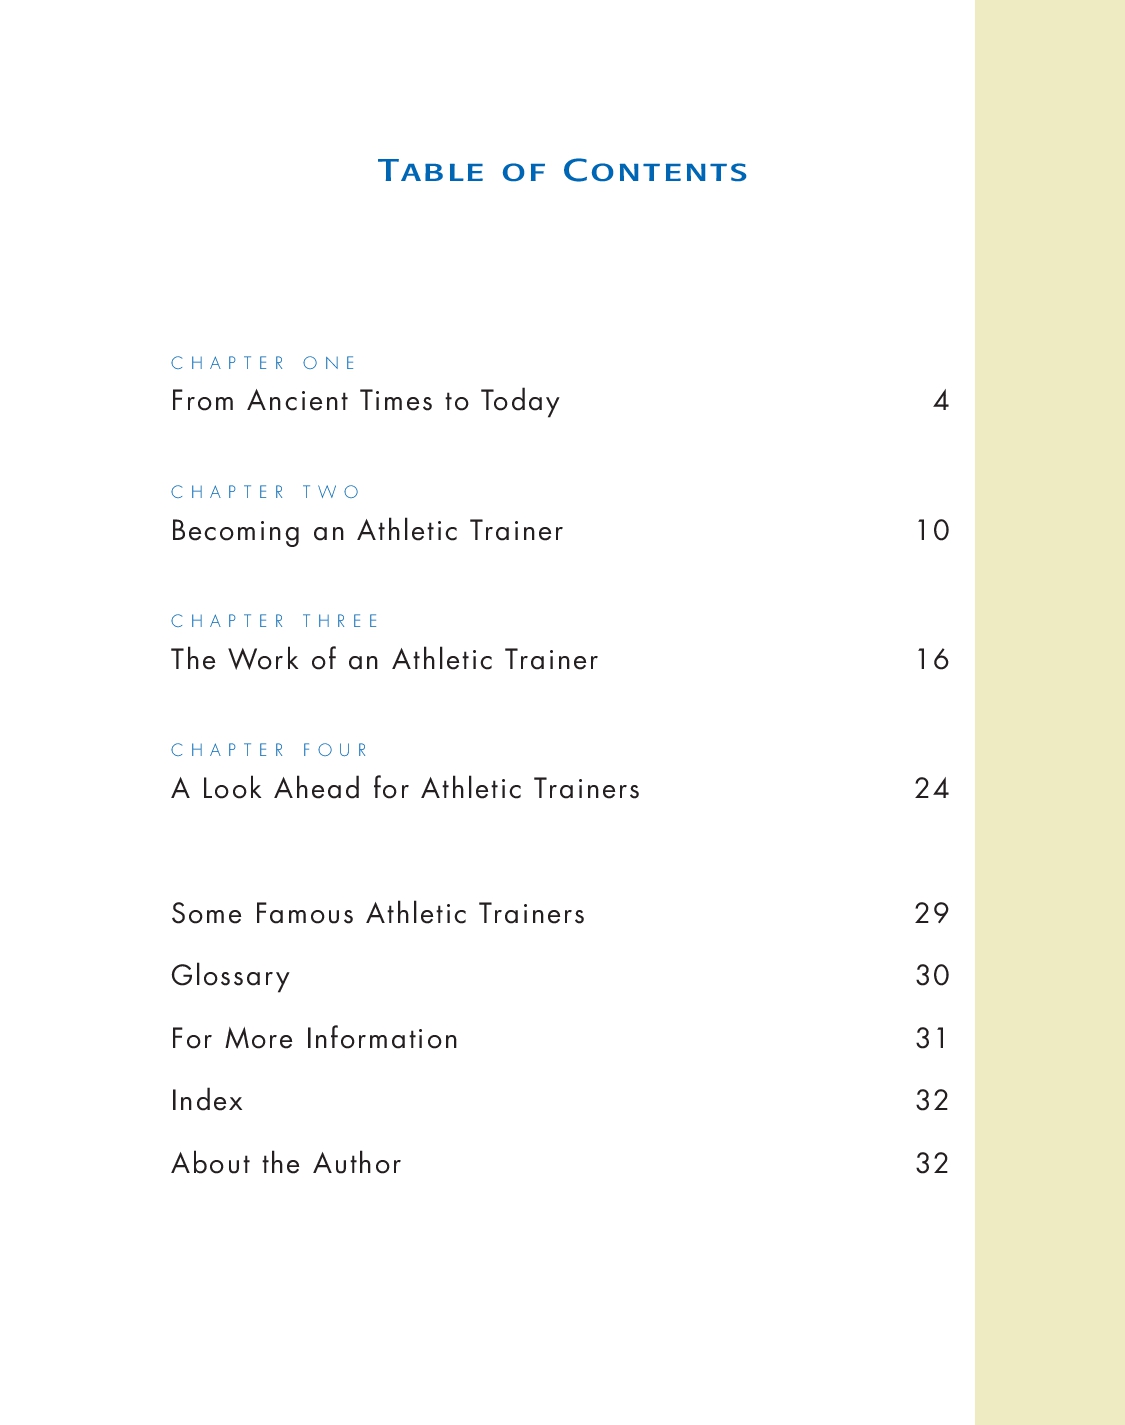 TABLE OF CONTENTS
CHAPTER ONE
From Ancient Times to Today 4
CHAPTER TWO
Becoming an Athletic Trainer 10
CHAPTER THREE
The Work of an Athletic Trainer 16
CHAPTER FOUR
A Look Ahead for Athletic Trainers 24
Some Famous Athletic Trainers 29
Glossary 30
For More Information 31
Index 32
About the Author 32